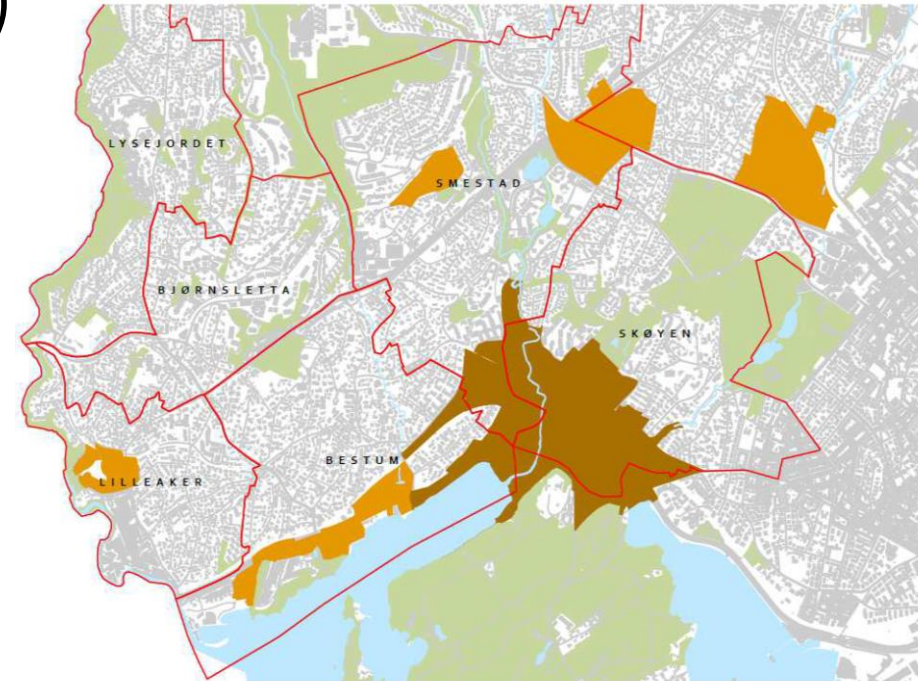 LYSEJORDET
SMESTAD
BJØRNSLETTA
SKØYEN
BESTUM
LILLEAKER